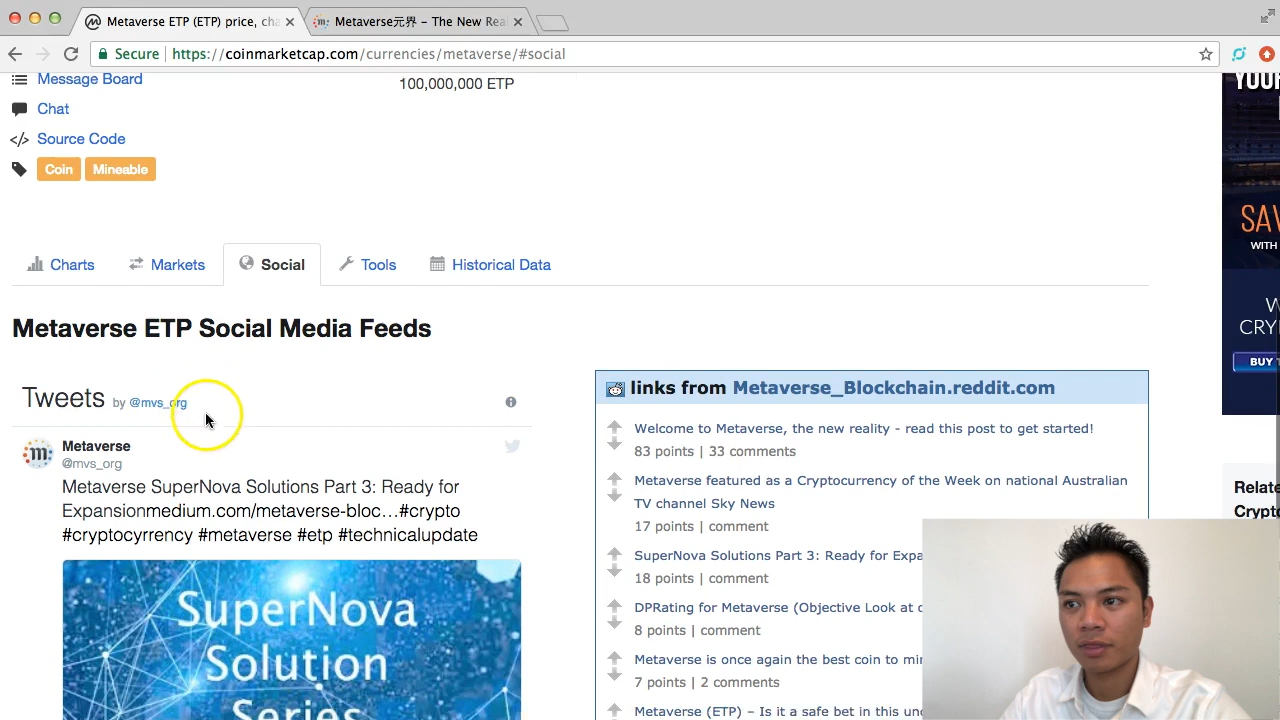 Metaverse ETP (ETP) price, cha
Metaverse元界 – The New Rea
Secure
https://coinmarketcap.com/currencies/metaverse/#social
Message Board
100,000,000 ETP
Chat
Source Code
Coin Mineable
Charts Markets Social Tools Historical Data
Metaverse ETP Social Media Feeds
Tweets by @mvs_org
Metaverse
@mvs_org
Metaverse SuperNova Solutions Part 3: Ready for
Expansionmedium.com/metaverse-bloc…#crypto
#cryptocyrrency #metaverse #etp #technicalupdate
SuperNova
Solution
Series
links from Metaverse_Blockchain.reddit.com
Welcome to Metaverse, the new reality - read this post to get started!
83 points | 33 comments
Metaverse featured as a Cryptocurrency of the Week on national Australian
TV channel Sky News
17 points | comment
SuperNova Solutions Part 3: Ready for Expa
18 points | comment
DPRating for Metaverse (Objective Look at
8 points | comment
Metaverse is once again the best coin to
7 points | 2 comments
Metaverse (ETP) – Is it a safe bet in this
YOUR
SAV
WITH
W
CRY
BUY
Relate
Crypto